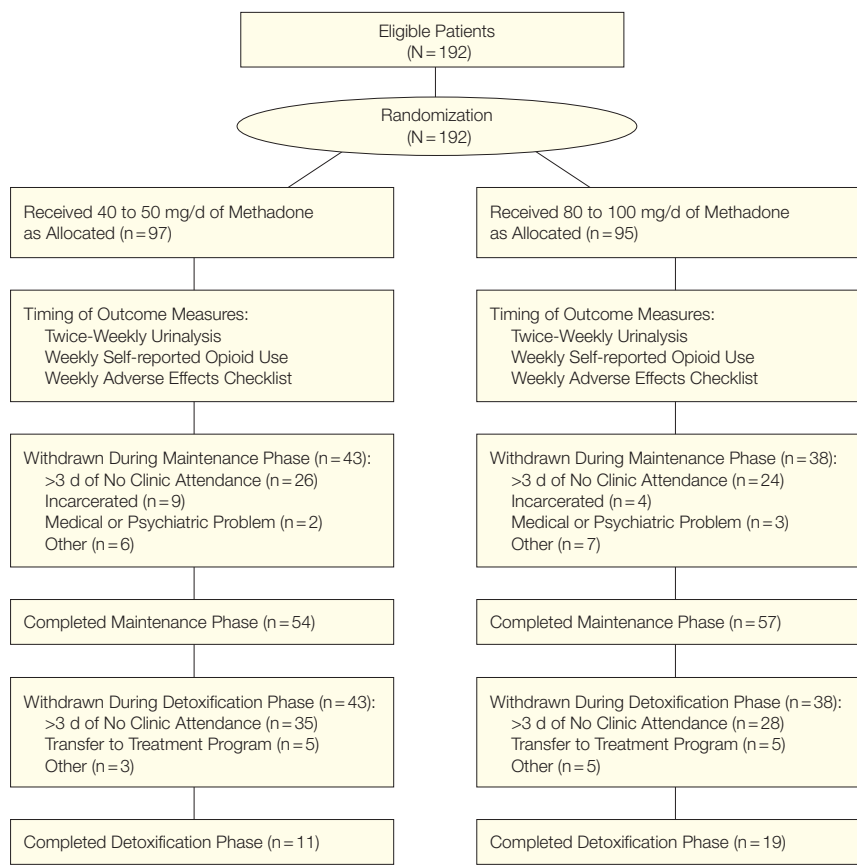 Eligible Patients
(N=192)
Randomization
(N=192)
Received 40 to 50 mg/d of Methadone
as Allocated (n=97)
Timing of Outcome Measures:
Twice-Weekly Urinalysis
Weekly Self-reported Opioid Use
Weekly Adverse Effects Checklist
Withdrawn During Maintenance Phase (n=43):
>3 d of No Clinic Attendance (n=26)
Incarcerated (n=9)
Medical or Psychiatric Problem (n=2)
Other (n=6)
Completed Maintenance Phase (n=54)
Withdrawn During Detoxification Phase (n=43):
>3 d of No Clinic Attendance (n=35)
Transfer to Treatment Program (n=5)
Other (n=3)
Completed Detoxification Phase (n=11)
Received 80 to 100 mg/d of Methadone
as Allocated (n=95)
Timing of Outcome Measures:
Twice-Weekly Urinalysis
Weekly Self-reported Opioid Use
Weekly Adverse Effects Checklist
Withdrawn During Maintenance Phase (n=38):
>3 d of No Clinic Attendance (n=24)
Incarcerated (n=4)
Medical or Psychiatric Problem (n=3)
Other (n=7)
Completed Maintenance Phase (n=57)
Withdrawn During Detoxification Phase (n=38):
>3 d of No Clinic Attendance (n=28)
Transfer to Treatment Program (n=5)
Other (n=5)
Completed Detoxification Phase (n=19)